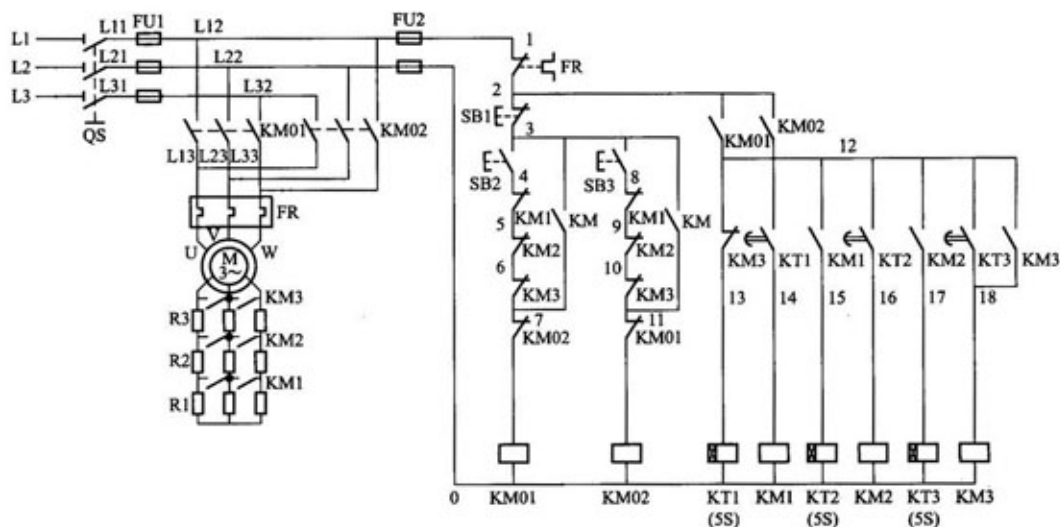 L1 L11 FU1 L12 FU2 1
L2 L21 L22 FR
L3 L31 L32 2
QS KM01 KM02 SB1 3 KM01 KM02 12
L13 L23 L33 SB2 4 SB3 8
FR 5 KM1 KM 9 KM1 KM
U V W KM2 KM2 KM3 KT1 KM1 KT2 KM2 KT3 KM3
M 3~ 6 10
KM3 KM3 KM3 13 14 15 16 17 18
R3 7 11
KM2 KM02 KM01
R2
KM1
R1
0 KM01 KM02 KT1 KM1 KT2 KM2 KT3 KM3
(5S) (5S) (5S)